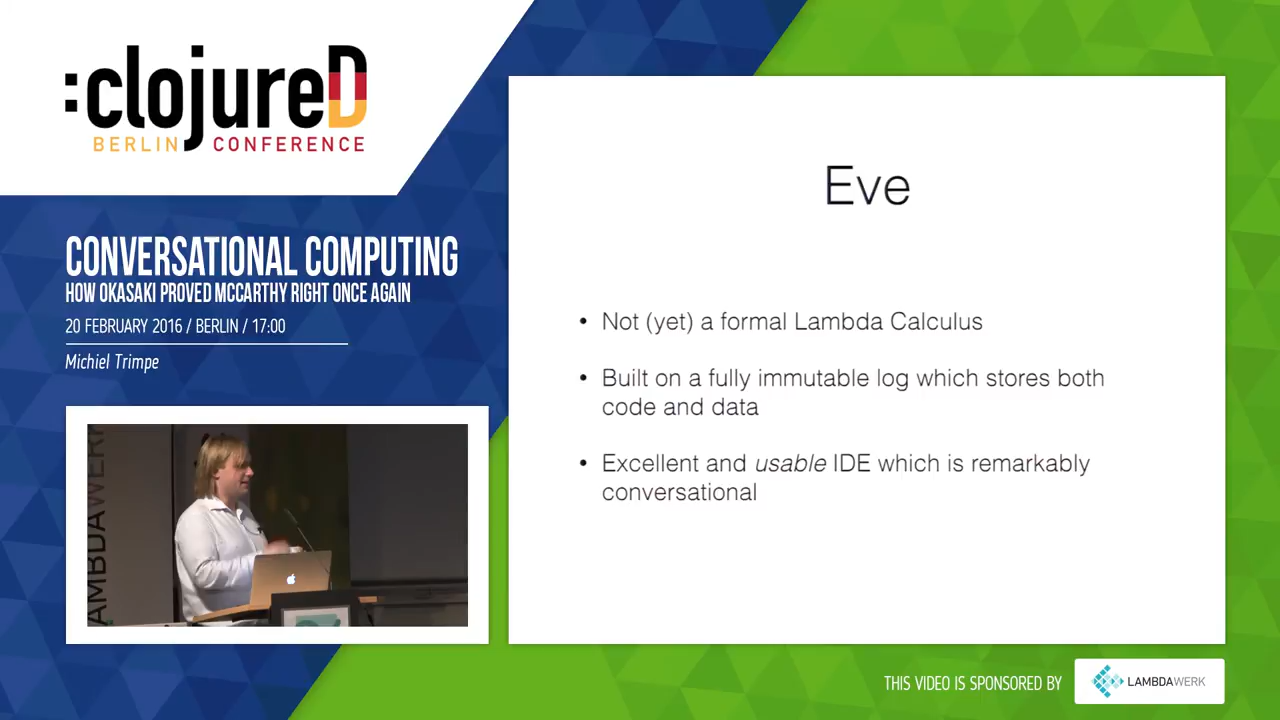 :clojureD
BERLIN CONFERENCE
CONVERSATIONAL COMPUTING
HOW OKASAKI PROVED MCCARTHY RIGHT ONCE AGAIN
20 FEBRUARY 2016 / BERLIN / 17:00
Michiel Trimpe
AMBDAWERK
Eve
• Not (yet) a formal Lambda Calculus
• Built on a fully immutable log which stores both
code and data
• Excellent and usable IDE which is remarkably
conversational
THIS VIDEO IS SPONSORED BY
LAMBDAWERK